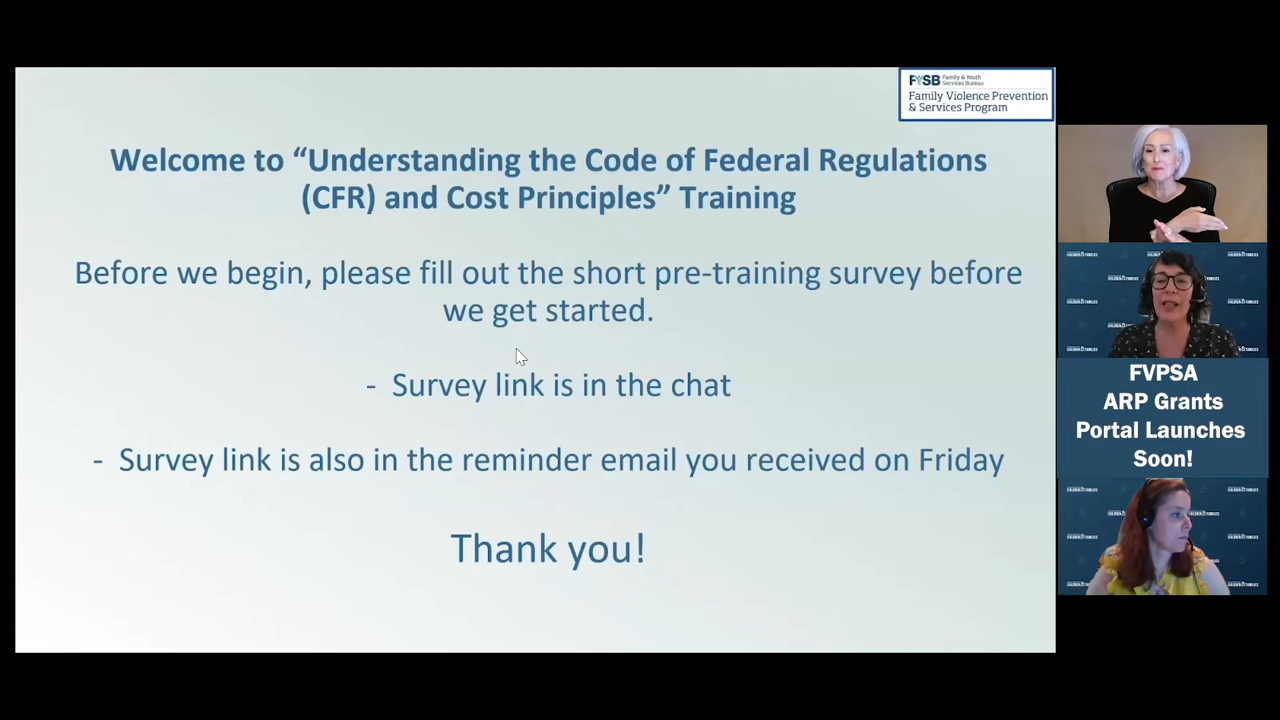 FYSB Family & Youth
Services Bureau
Family Violence Prevention
& Services Program
Welcome to “Understanding the Code of Federal Regulations
(CFR) and Cost Principles” Training
Before we begin, please fill out the short pre-training survey before
we get started.
- Survey link is in the chat
- Survey link is also in the reminder email you received on Friday
Thank you!
FVPSA
ARP Grants
Portal Launches
Soon!